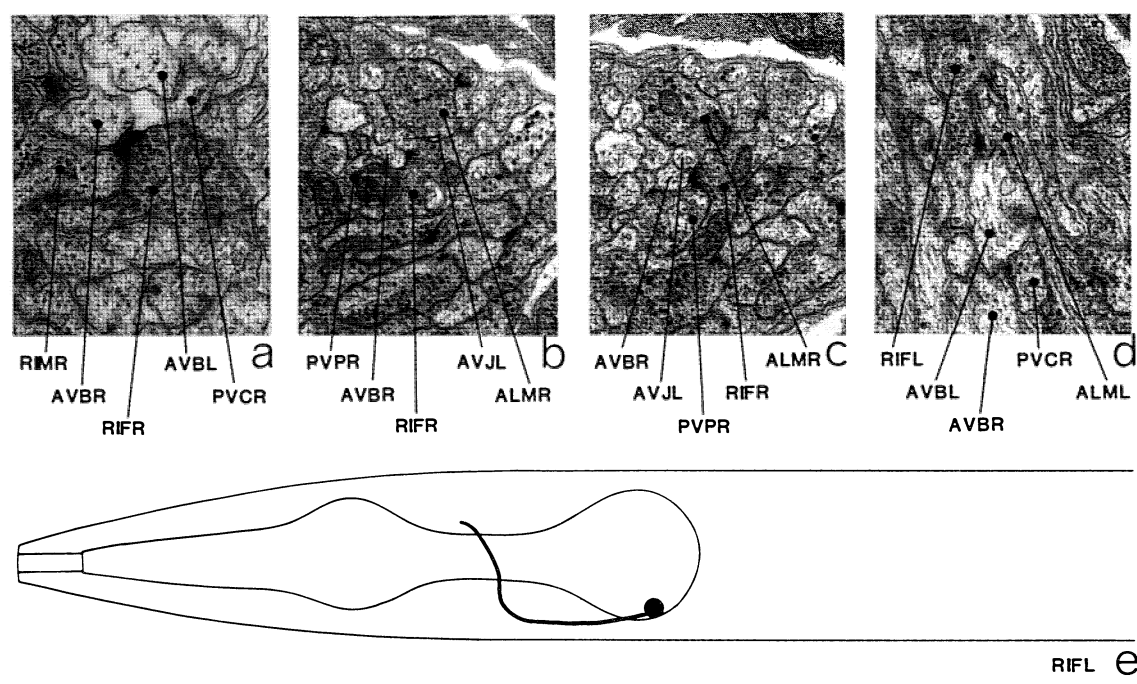 RIMR
AVBR
RIFR
AVBL
PVCR
a
PVPR
AVBR
RIFR
AVJL
ALMR
b
AVBR
AVJL
PVPR
RIFR
ALMR
c
RIFL
AVBL
AVBR
PVCR
ALML
d
RIFL
e